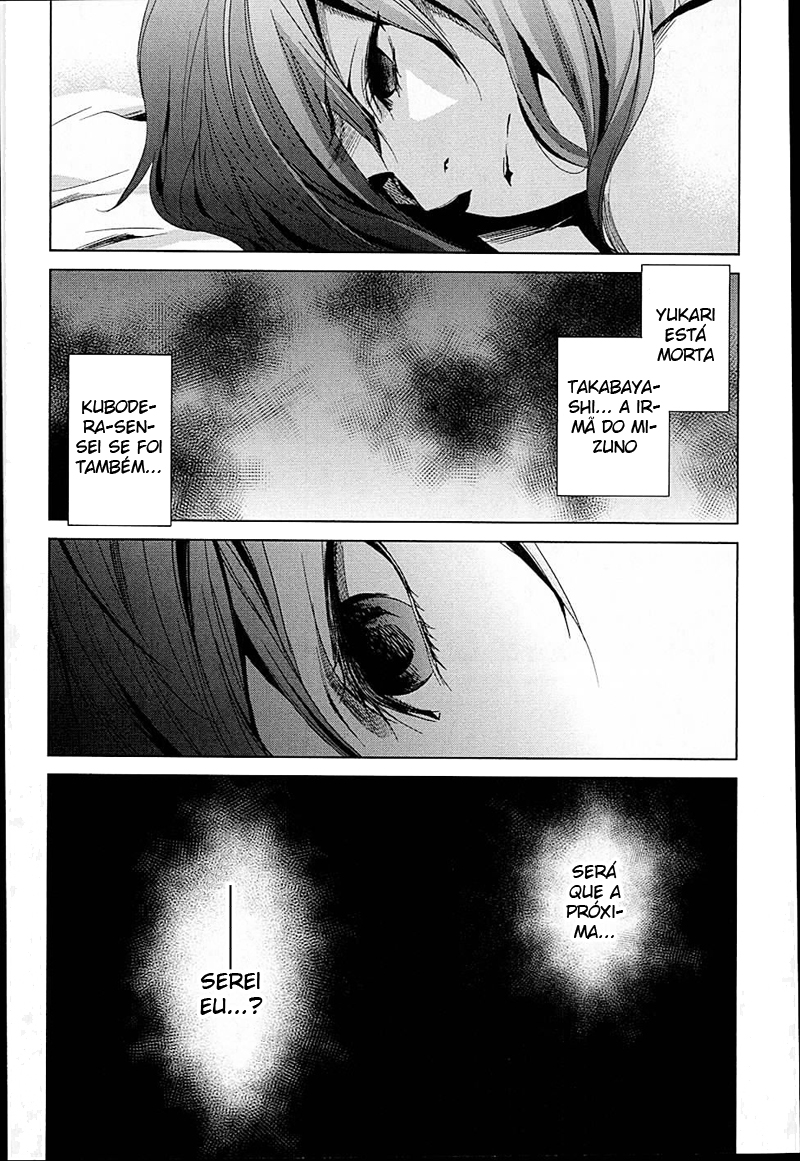 YUKARI
ESTÁ
MORTA
TAKABAYA-
SHI... A IR-
MÃ DO MI-
ZUNO
KUBODE-
RA-SEN-
SEI SE FOI
TAMBÉM...
SERÁ
QUE A
PRÓXI-
MA...
SEREI
EU...?